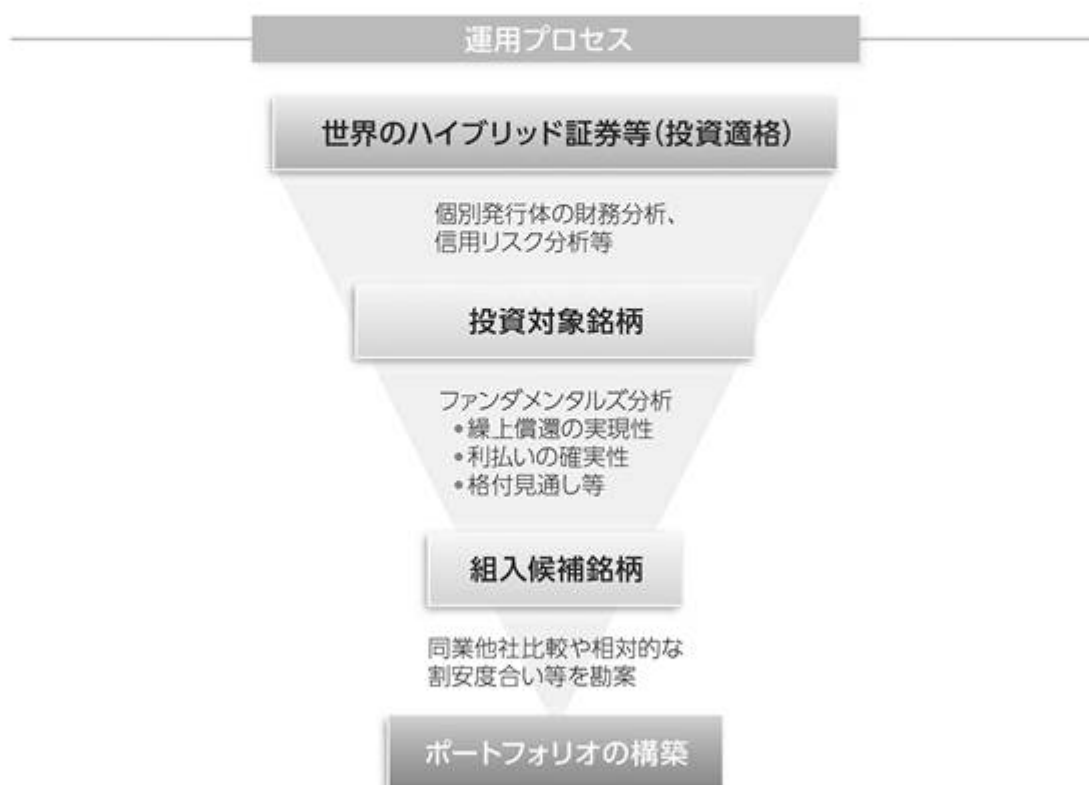 運用プロセス
世界のハイブリッド証券等(投資適格)
個別発行体の財務分析、
信用リスク分析等
投資対象銘柄
ファンダメンタルズ分析
•繰上償還の実現性
•利払いの確実性
•格付見通し等
組入候補銘柄
同業他社比較や相対的な
割安度合い等を勘案
ポートフォリオの構築